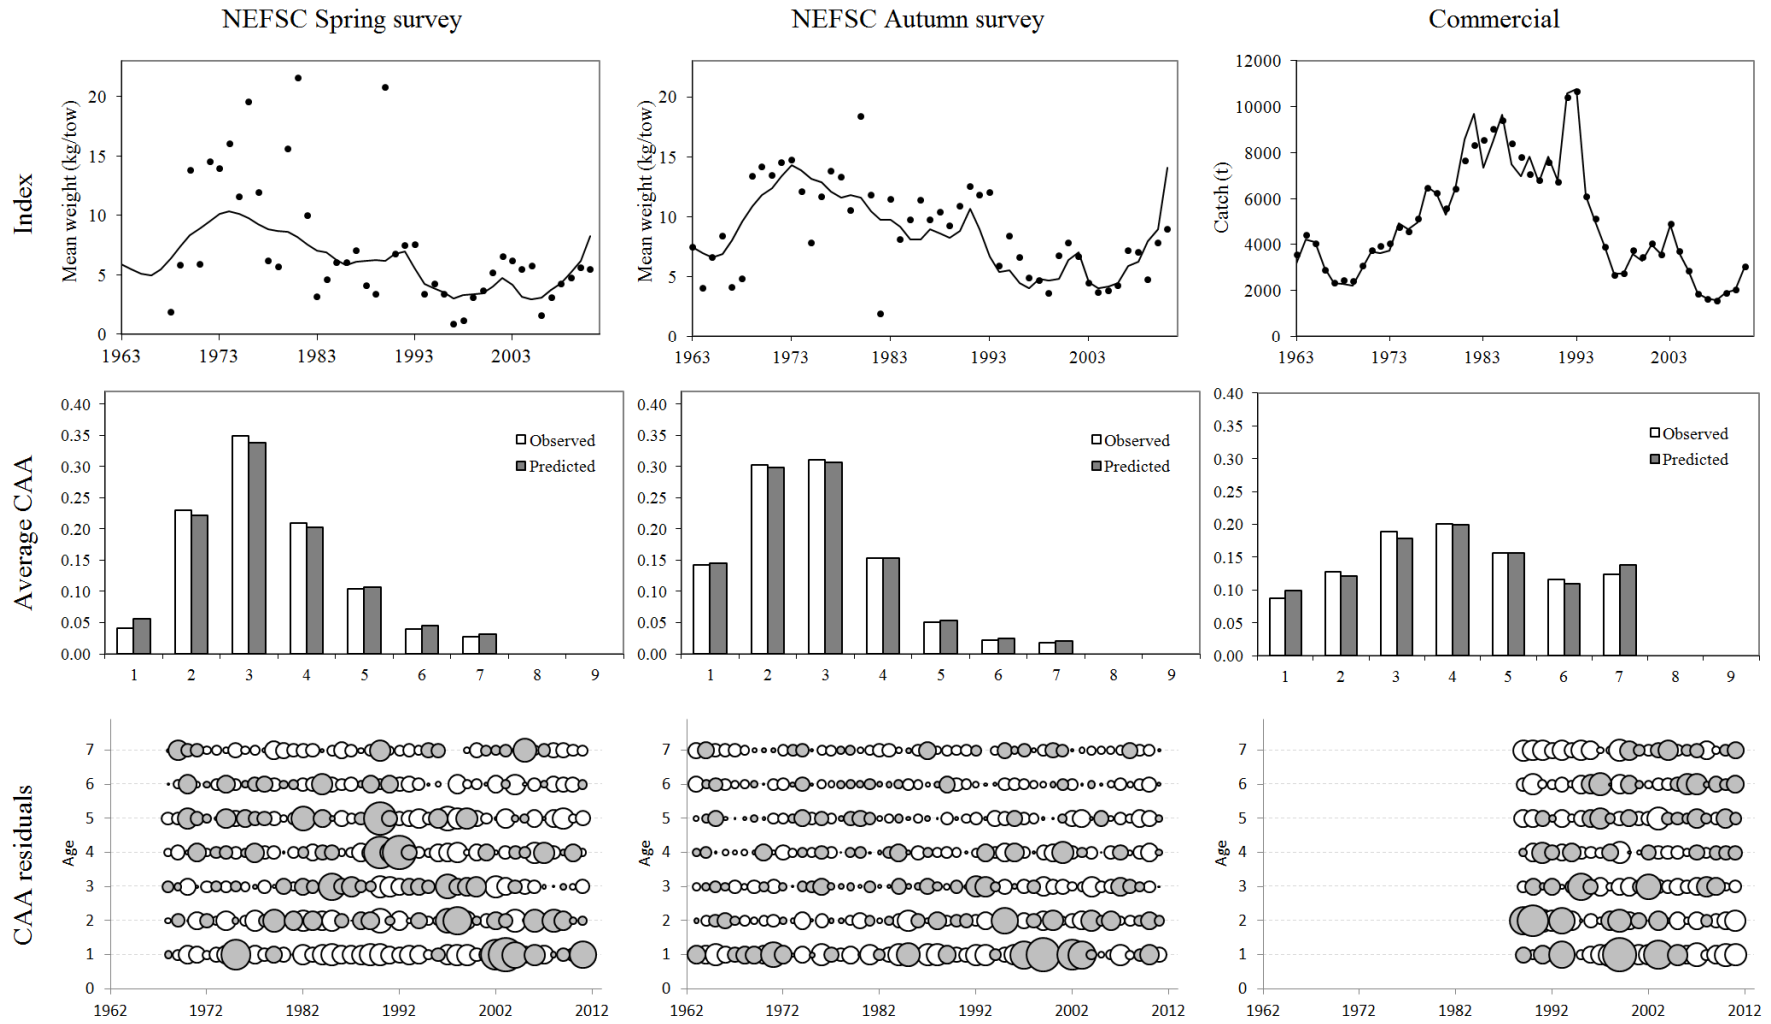 NEFSC Spring survey
NEFSC Autumn survey
Commercial
Index
Mean weight (kg/tow)
20
15
10
5
0
1963 1973 1983 1993 2003
Mean weight (kg/tow)
20
15
10
5
0
1963 1973 1983 1993 2003
Catch (t)
12000
10000
8000
6000
4000
2000
0
1963 1973 1983 1993 2003
Average CAA
0.40
0.35
0.30
0.25
0.20
0.15
0.10
0.05
0.00
Observed
Predicted
1 2 3 4 5 6 7 8 9
0.40
0.35
0.30
0.25
0.20
0.15
0.10
0.05
0.00
Observed
Predicted
1 2 3 4 5 6 7 8 9
0.40
0.35
0.30
0.25
0.20
0.15
0.10
0.05
0.00
Observed
Predicted
1 2 3 4 5 6 7 8 9
CAA residuals
Age
7
6
5
4
3
2
1
0
1962 1972 1982 1992 2002 2012
Age
7
6
5
4
3
2
1
0
1962 1972 1982 1992 2002 2012
Age
7
6
5
4
3
2
1
0
1962 1972 1982 1992 2002 2012